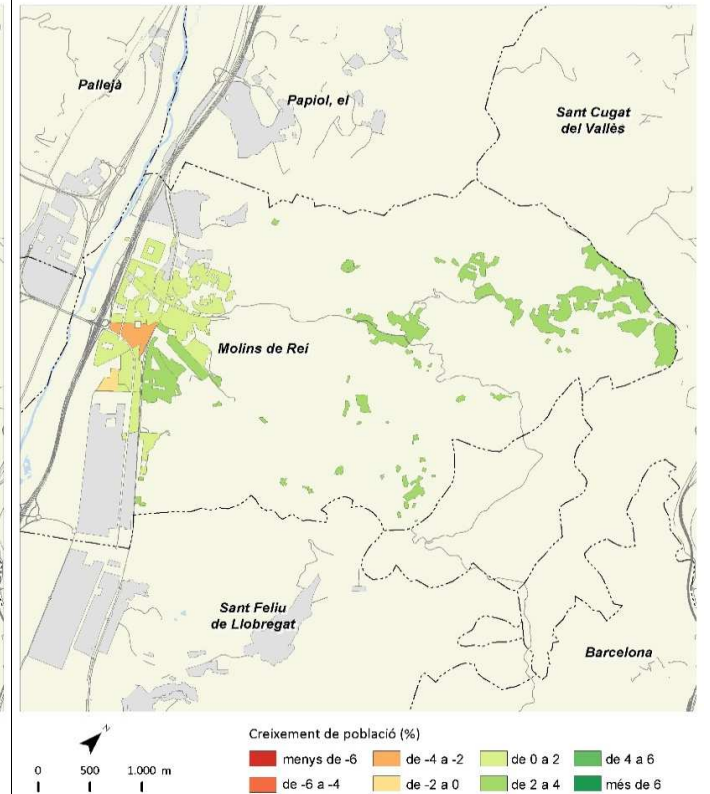 Pallejà
Papiol, el
Sant Cugat
del Vallès
Molins de Rei
Sant Feliu
de Llobregat
Barcelona
N
0 500 1.000 m
Creixement de població (%)
menys de -6 de -4 a -2 de 0 a 2 de 4 a 6
de -6 a -4 de -2 a 0 de 2 a 4 més de 6